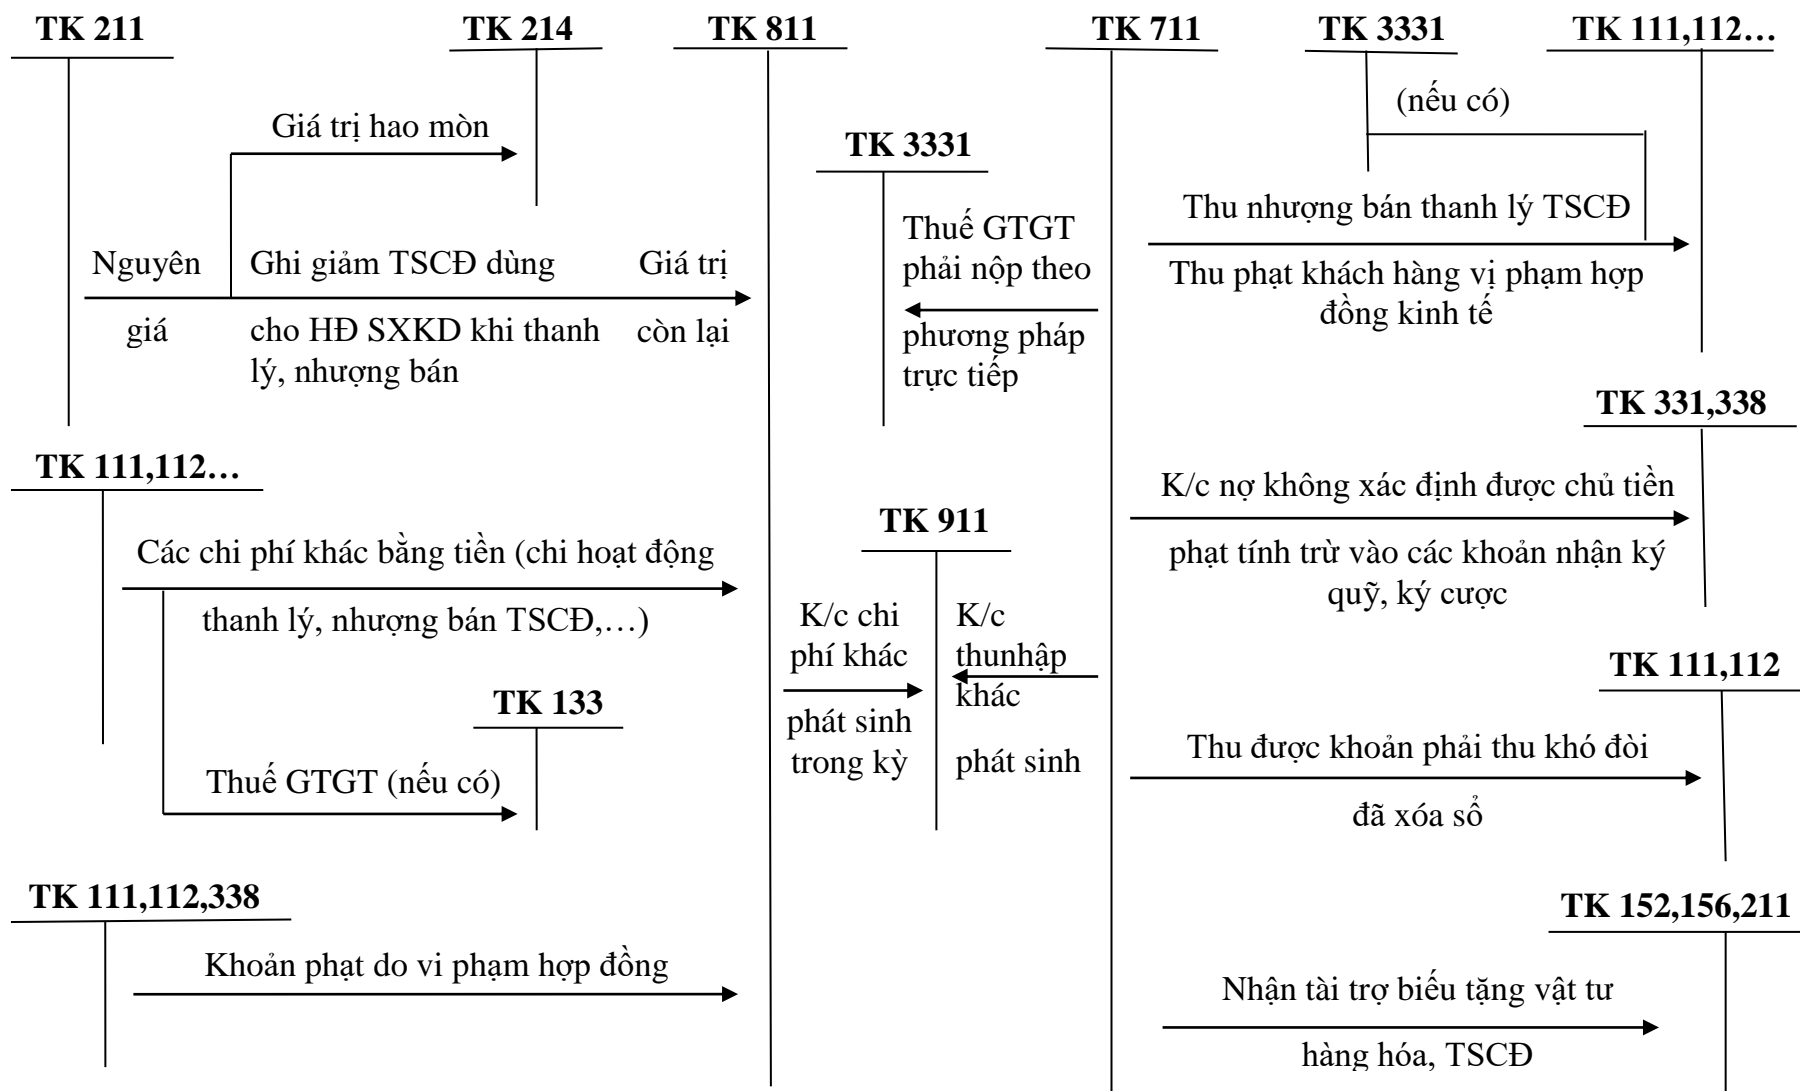 TK 211
TK 214
TK 811
TK 711
TK 3331
TK 111,112…
(nếu có)
Giá trị hao mòn
TK 3331
Thu nhượng bán thanh lý TSCĐ
Thuế GTGT
phải nộp theo
Nguyên
Ghi giảm TSCĐ dùng
Giá trị
Thu phạt khách hàng vị phạm hợp
đồng kinh tế
giá
cho HĐ SXKD khi thanh
lý, nhượng bán
còn lại
phương pháp
trực tiếp
TK 331,338
TK 111,112…
K/c nợ không xác định được chủ tiền
TK 911
Các chi phí khác bằng tiền (chi hoạt động
phạt tính trừ vào các khoản nhận ký
quỹ, ký cược
thanh lý, nhượng bán TSCĐ,…)
K/c chi
phí khác
K/c
thunhập
khác
TK 111,112
TK 133
phát sinh
trong kỳ
phát sinh
Thu được khoản phải thu khó đòi
Thuế GTGT (nếu có)
đã xóa sổ
TK 111,112,338
TK 152,156,211
Khoản phạt do vi phạm hợp đồng
Nhận tài trợ biếu tặng vật tư
hàng hóa, TSCĐ